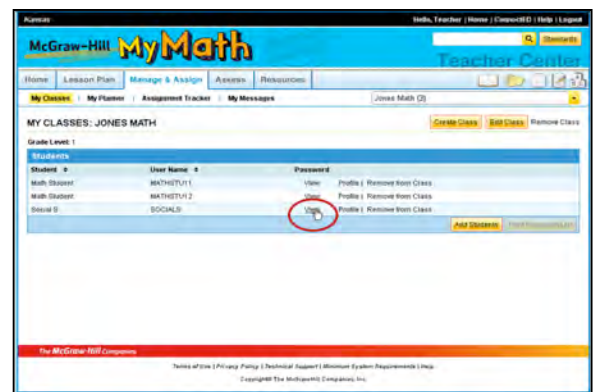 Kansas
Hello, Teacher | Home | ConnectED | Help | Logout
McGraw-Hill My Math
Standards
Teacher Center
Home Lesson Plan Manage & Assign Assess Resources
My Classes My Planner Assignment Tracker My Messages Jones Math (3)
MY CLASSES: JONES MATH
Create Class Edit Class Remove Class
Grade Level: 1
Students
Student User Name Password
Math Student MATHSTU11 View Profile | Remove from Class
Math Student MATHSTU12 View Profile | Remove from Class
Social S SOCIALS View Profile | Remove from Class
Add Students
The McGraw-Hill Companies
Terms of Use | Privacy Policy | Technical Support | Minimum System Requirements | Help
Copyright The McGraw-Hill Companies, Inc.